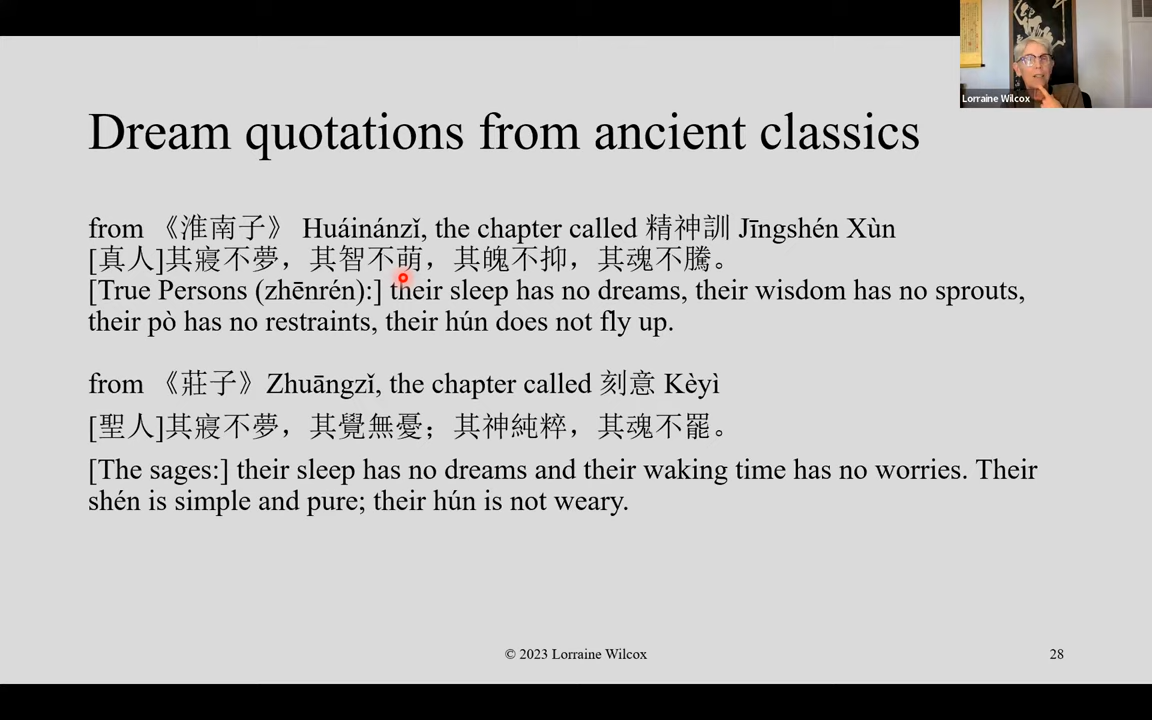 Lorraine Wilcox
Dream quotations from ancient classics
from 《淮南子》 Huáinánzǐ, the chapter called 精神訓 Jīngshén Xùn
[真人]其寢不夢，其智不萌，其魄不抑，其魂不騰。
[True Persons (zhēnrén):] their sleep has no dreams, their wisdom has no sprouts,
their pò has no restraints, their hún does not fly up.
from 《莊子》Zhuāngzǐ, the chapter called 刻意 Kèyì
[聖人]其寢不夢，其覺無憂；其神純粹，其魂不罷。
[The sages:] their sleep has no dreams and their waking time has no worries. Their
shén is simple and pure; their hún is not weary.
© 2023 Lorraine Wilcox
28